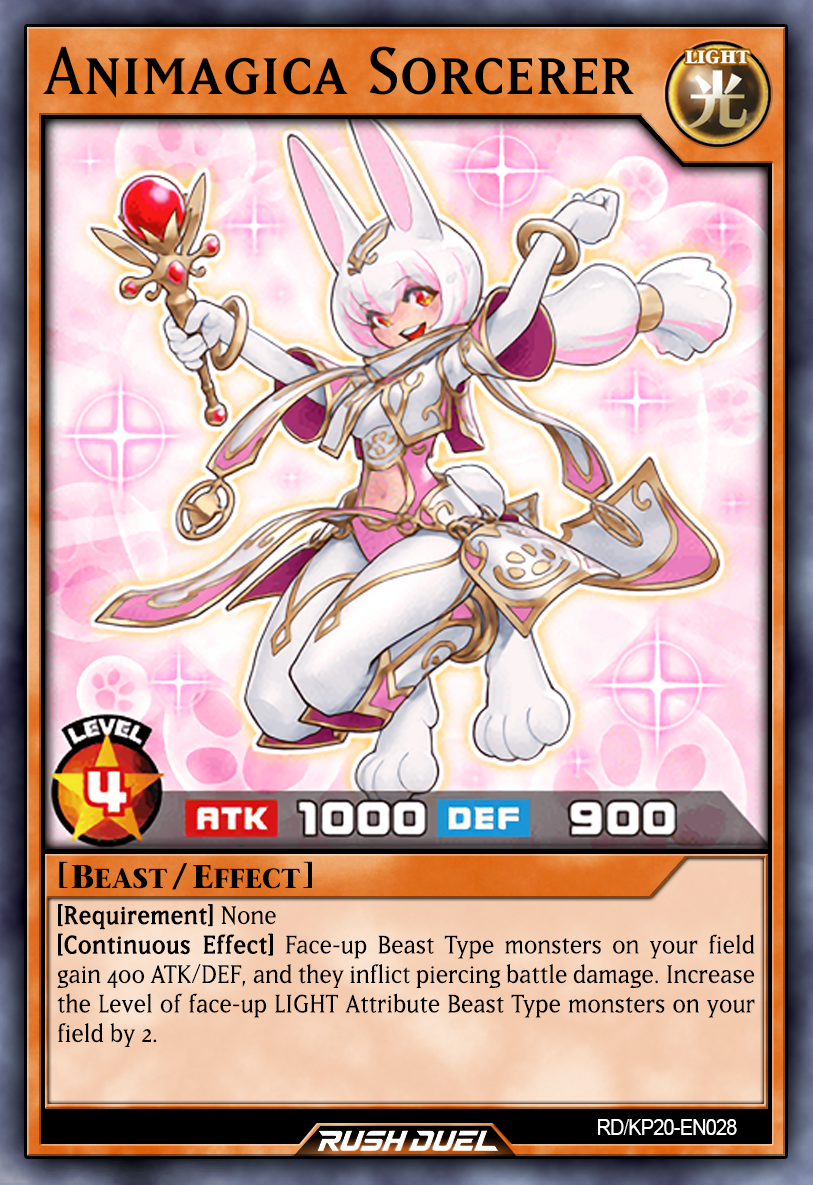 Animagica Sorcerer
LIGHT
光
LEVEL
4
ATK 1000 DEF 900
[Beast / Effect]
[Requirement] None
[Continuous Effect] Face-up Beast Type monsters on your field
gain 400 ATK/DEF, and they inflict piercing battle damage. Increase
the Level of face-up LIGHT Attribute Beast Type monsters on your
field by 2.
RD/KP20-EN028
RUSH DUEL